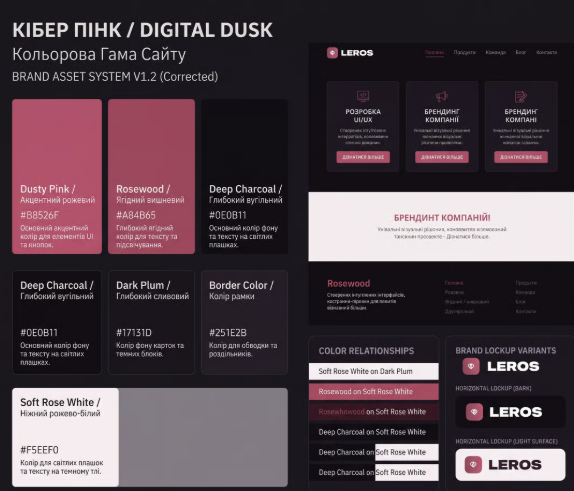 КІБЕР ПІНК / DIGITAL DUSK
Кольорова Гама Сайту
BRAND ASSET SYSTEM V1.2 (Corrected)
Dusty Pink /
Акцентний рожевий
#B8526F
Основний акцентний
колір для елементів UI
та кнопок.
Rosewood /
Ягідний вишневий
#A84B65
Глибокий ягідний
колір для тексту та
підсвічування.
Deep Charcoal /
Глибокий вугільний
#0E0B11
Основний колір фону
та тексту на світлих
плашках.
Deep Charcoal /
Глибокий вугільний
#0E0B11
Основний колір фону
та тексту на світлих
плашках.
Dark Plum /
Глибокий сливовий
#17131D
Колір фону карток та
темних блоків.
Border Color /
Колір рамки
#251E2B
Колір для обводки та
роздільників.
Soft Rose White /
Ніжний рожево-білий
#F5EEF0
Колір для світлих плашок
та тексту на темному тлі.
LEROS
Головна Продукти Команда Блог Контакти
РОЗРОБКА
UI/UX
ДІЗНАТИСЯ БІЛЬШЕ
БРЕНДИНГ
КОМПАНІЇ
ДІЗНАТИСЯ БІЛЬШЕ
БРЕНДИНГ
КОМПАНІ
ДІЗНАТИСЯ БІЛЬШЕ
БРЕНДИНГ КОМПАНІЙ!
Rosewood
COLOR RELATIONSHIPS
Soft Rose White on Dark Plum
Rosewood on Soft Rose White
on Soft Rose White
Deep Charcoal on Soft Rose White
Deep Charcoal on Soft Rose White
Deep Charcoal on Soft Rose White
BRAND LOCKUP VARIANTS
LEROS
HORIZONTAL LOCKUP (DARK)
LEROS
HORIZONTAL LOCKUP (LIGHT SURFACE)
LEROS